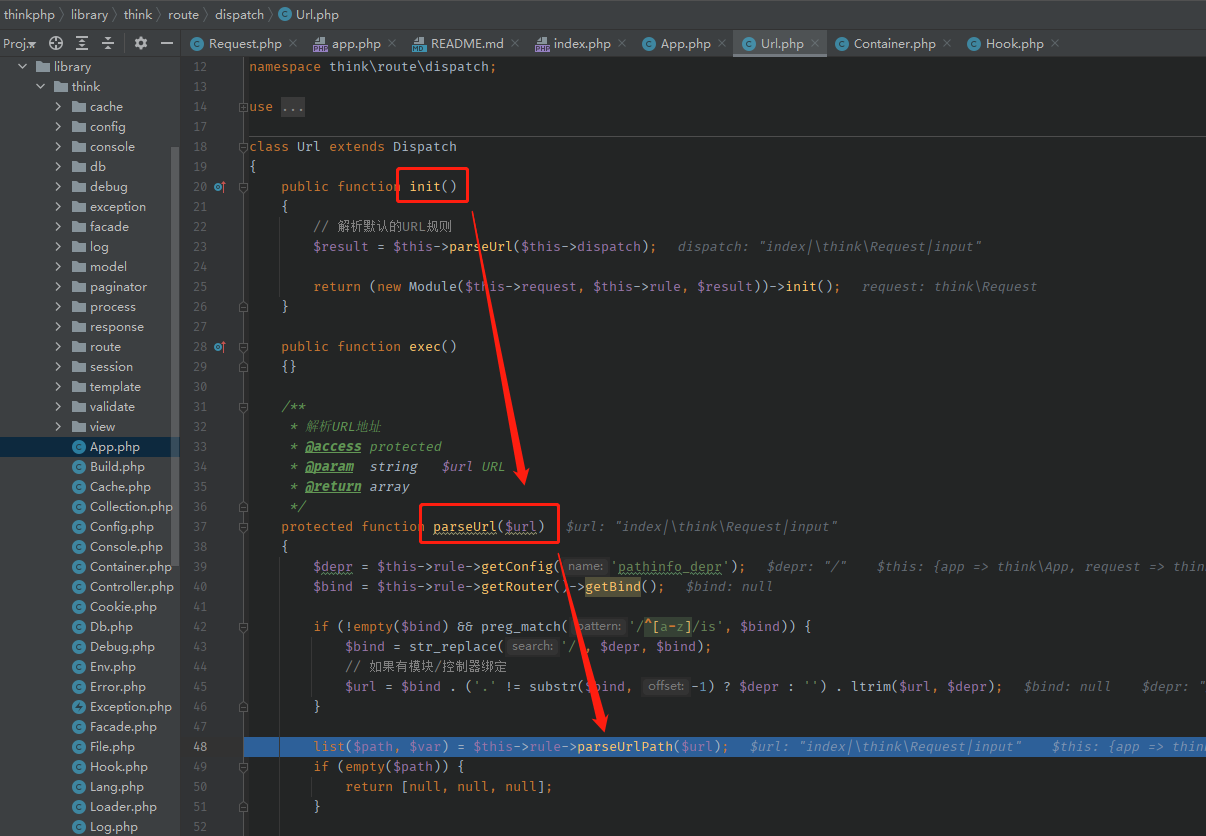 thinkphp library think route dispatch Url.php
Proj Request.php app.php README.md index.php App.php Url.php Container.php Hook.php
library
think
cache
config
console
db
debug
exception
facade
log
model
paginator
process
response
route
session
template
validate
view
App.php
Build.php
Cache.php
Collection.php
Config.php
Console.php
Container.php
Controller.php
Cookie.php
Db.php
Debug.php
Env.php
Error.php
Exception.php
Facade.php
File.php
Hook.php
Lang.php
Loader.php
Log.php
12 namespace think\route\dispatch;
13
14 use ...
17
18 class Url extends Dispatch
19 {
20 public function init()
21 {
22 // 解析默认的URL规则
23 $result = $this->parseUrl($this->dispatch); dispatch: "index|\think\Request|input"
24
25 return (new Module($this->request, $this->rule, $result))->init(); request: think\Request
26 }
27
28 public function exec()
29 {}
30
31 /**
32 * 解析URL地址
33 * @access protected
34 * @param string $url URL
35 * @return array
36 */
37 protected function parseUrl($url) $url: "index|\think\Request|input"
38 {
39 $depr = $this->rule->getConfig( name: 'pathinfo_depr'); $depr: "/" $this: {app => think\App, request => thin
40 $bind = $this->rule->getRouter()->getBind(); $bind: null
41
42 if (!empty($bind) && preg_match( pattern: '/^[a-z]/is', $bind)) {
43 $bind = str_replace( search: '/', $depr, $bind);
44 // 如果有模块/控制器绑定
45 $url = $bind . ('.' != substr($bind, offset: -1) ? $depr : '') . ltrim($url, $depr); $bind: null $depr: "
46 }
47
48 list($path, $var) = $this->rule->parseUrlPath($url); $url: "index|\think\Request|input" $this: {app => thin
49 if (empty($path)) {
50 return [null, null, null];
51 }
52